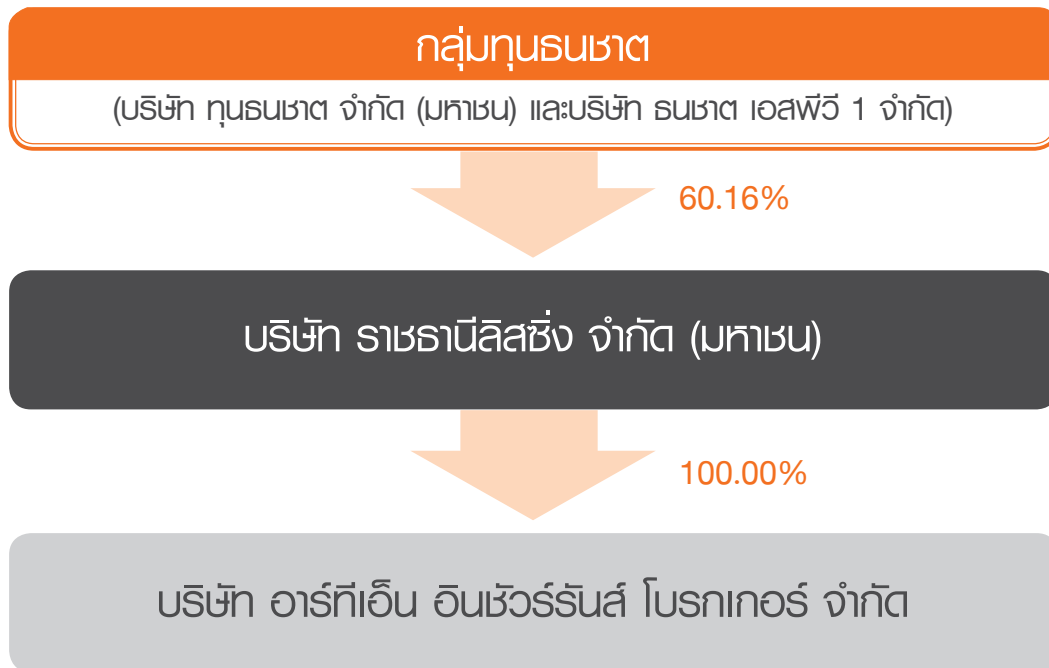 กลุ่มทุนธนชาต
(บริษัท ทุนธนชาต จำกัด (มหาชน) และบริษัท ธนชาต เอสพีวี 1 จำกัด)
60.16%
บริษัท ราชธานีลิสซิ่ง จำกัด (มหาชน)
100.00%
บริษัท อาร์ทีเอ็น อินชัวร์รันส์ โบรกเกอร์ จำกัด